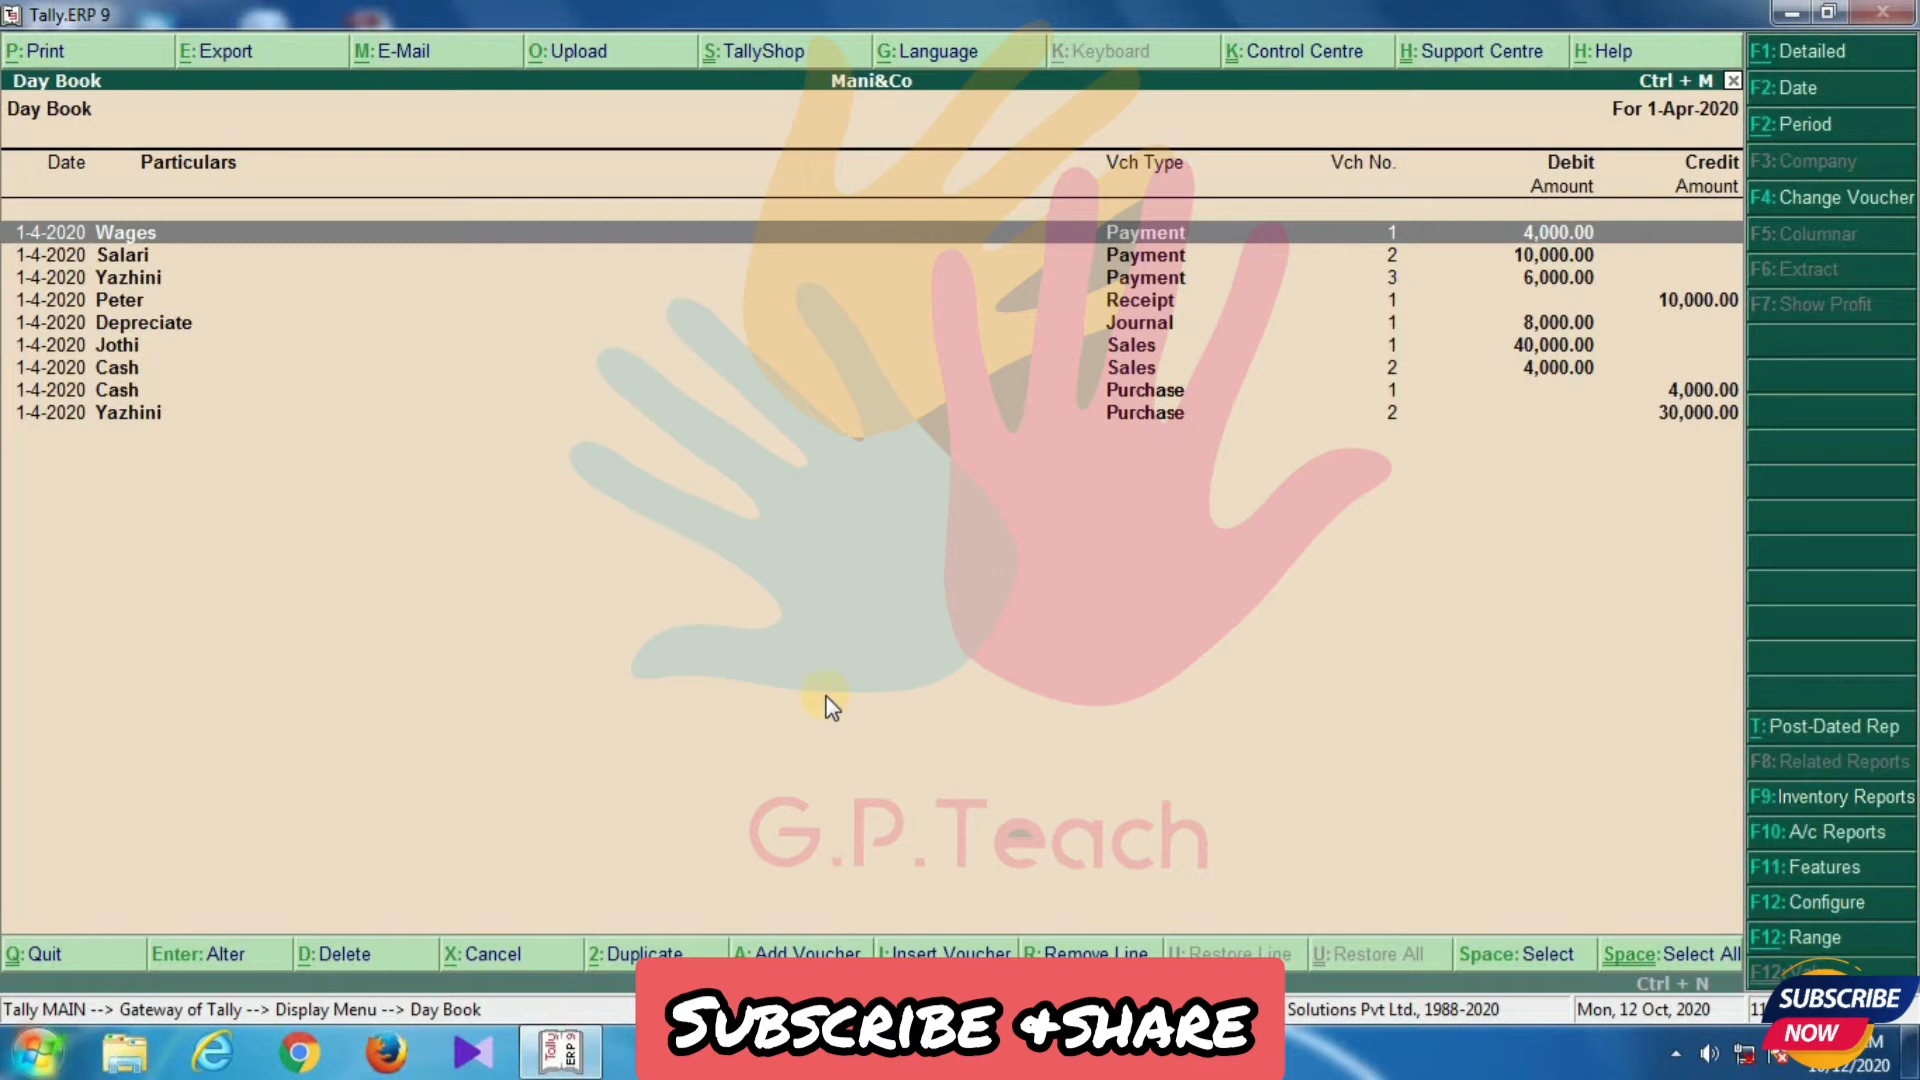 Tally.ERP 9
P: Print E: Export M: E-Mail O: Upload S: TallyShop G: Language K: Keyboard K: Control Centre H: Support Centre H: Help
Day Book Mani&Co Ctrl + M
Day Book For 1-Apr-2020
Date Particulars Vch Type Vch No. Debit Credit
Amount Amount
1-4-2020 Wages Payment 1 4,000.00
1-4-2020 Salari Payment 2 10,000.00
1-4-2020 Yazhini Payment 3 6,000.00
1-4-2020 Peter Receipt 1 10,000.00
1-4-2020 Depreciate Journal 1 8,000.00
1-4-2020 Jothi Sales 1 40,000.00
1-4-2020 Cash Sales 2 4,000.00
1-4-2020 Cash Purchase 1 4,000.00
1-4-2020 Yazhini Purchase 2 30,000.00
F1: Detailed
F2: Date
F2: Period
F3: Company
F4: Change Voucher
F5: Columnar
F6: Extract
F7: Show Profit
T: Post-Dated Rep
F8: Related Reports
F9: Inventory Reports
F10: A/c Reports
F11: Features
F12: Configure
F12: Range
G.P.Teach
Q: Quit Enter: Alter D: Delete X: Cancel 2: Duplicate A: Add Voucher I: Insert Voucher R: Remove Line U: Restore Line U: Restore All Space: Select Space: Select All
Ctrl + N
Tally MAIN --> Gateway of Tally --> Display Menu --> Day Book Solutions Pvt Ltd., 1988-2020 Mon, 12 Oct, 2020
Subscribe &share
SUBSCRIBE
NOW
Tally
ERP 9